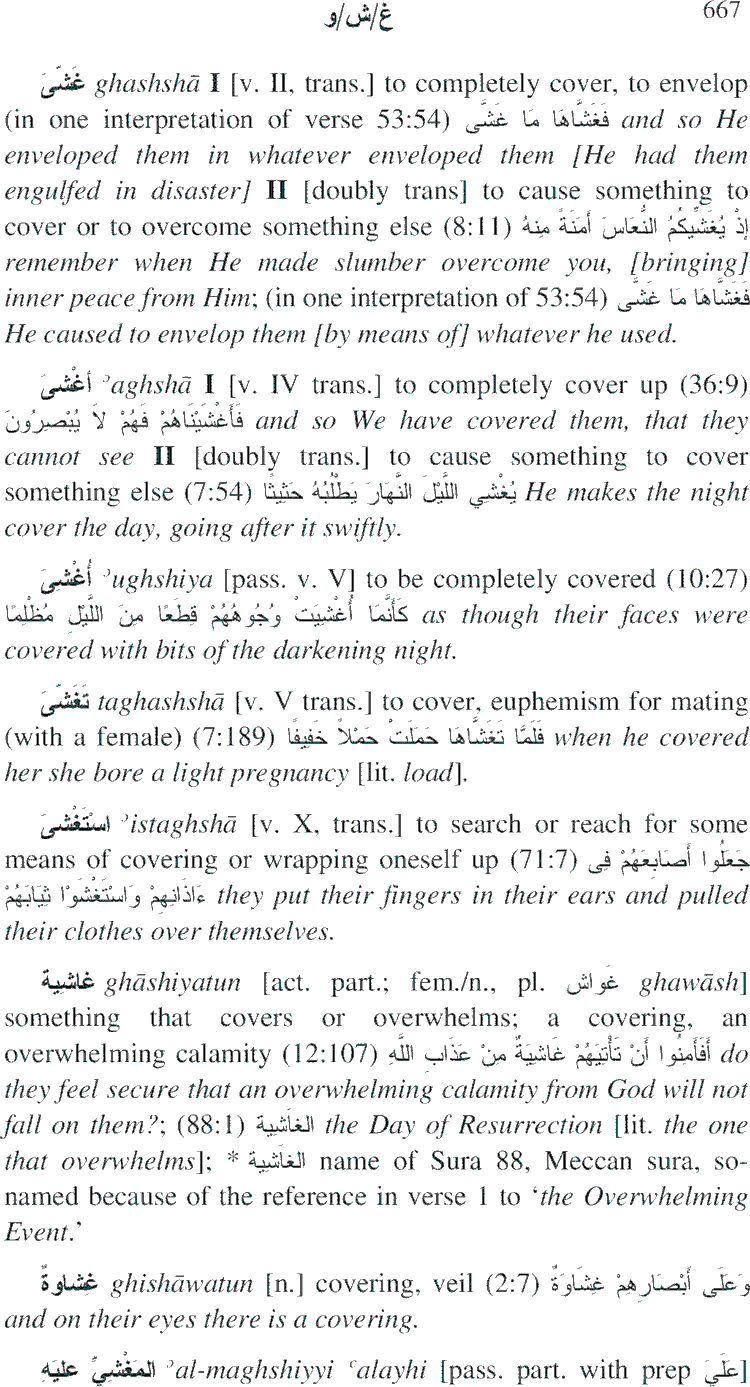 غ/ش/و 667
غَشّىَ ghashshā I [v. II, trans.] to completely cover, to envelop
(in one interpretation of verse 53:54) فَغَشَّاهَا مَا غَشَّى and so He
enveloped them in whatever enveloped them [He had them
engulfed in disaster] II [doubly trans] to cause something to
cover or to overcome something else (8:11) إِذْ يُغَشِّيكُمُ النُّعَاسَ أَمَنَةً مِنهُ
remember when He made slumber overcome you, [bringing]
inner peace from Him; (in one interpretation of 53:54) فَغَشَّاهَا مَا غَشَّى
He caused to envelop them [by means of] whatever he used.
أغْشىَ ʾaghshā I [v. IV trans.] to completely cover up (36:9)
فَأَغْشَيْنَاهُمْ فَهُمْ لاَ يُبْصِرُونَ and so We have covered them, that they
cannot see II [doubly trans.] to cause something to cover
something else (7:54) يُغْشِي اللَّيْلَ النَّهَارَ يَطْلُبُهُ حَثِيثًا He makes the night
cover the day, going after it swiftly.
أُغْشِىَ ʾughshiya [pass. v. V] to be completely covered (10:27)
كَأَنَّمَا أُغْشِيَتْ وُجُوهُهُمْ قِطَعًا مِنَ اللَّيْلِ مُظْلِمًا as though their faces were
covered with bits of the darkening night.
تَغَشّىَ taghashshā [v. V trans.] to cover, euphemism for mating
(with a female) (7:189) فَلَمَّا تَغَشَّاهَا حَمَلَتْ حَمْلاً خَفِيفًا when he covered
her she bore a light pregnancy [lit. load].
اسْتَغْشىَ ʾistaghshā [v. X, trans.] to search or reach for some
means of covering or wrapping oneself up (71:7) جَعَلُوا أَصَابِعَهُمْ فِى
ءَاذَانِهِمْ وَاسْتَغْشَوْا ثِيَابَهُمْ they put their fingers in their ears and pulled
their clothes over themselves.
غاشِية ghāshiyatun [act. part.; fem./n., pl. غَواش ghawāsh]
something that covers or overwhelms; a covering, an
overwhelming calamity (12:107) أَفَأَمِنُوا أَنْ تَأْتِيَهُمْ غَاشِيَةٌ مِنْ عَذَابِ اللَّهِ do
they feel secure that an overwhelming calamity from God will not
fall on them?; (88:1) الغَاشِية the Day of Resurrection [lit. the one
that overwhelms]; * الغَاشِية name of Sura 88, Meccan sura, so-
named because of the reference in verse 1 to ‘the Overwhelming
Event.’
غِشاوةٌ ghishāwatun [n.] covering, veil (2:7) وَعَلَى أَبْصَارِهِمْ غِشَاوَةٌ
and on their eyes there is a covering.
المَغْشِيِّ عليَهِ ʾal-maghshiyyi ʿalayhi [pass. part. with prep عَلَيَ]